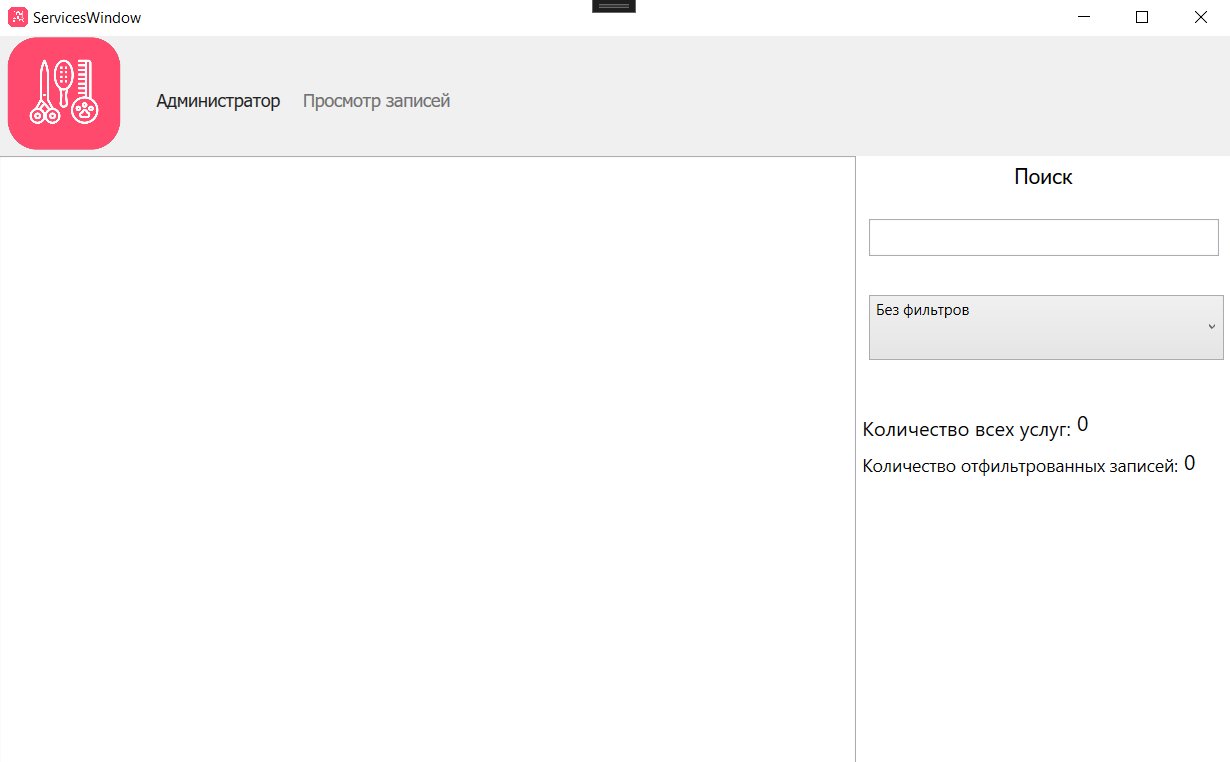 ServicesWindow
Администратор Просмотр записей
Поиск
Без фильтров
Количество всех услуг: 0
Количество отфильтрованных записей: 0